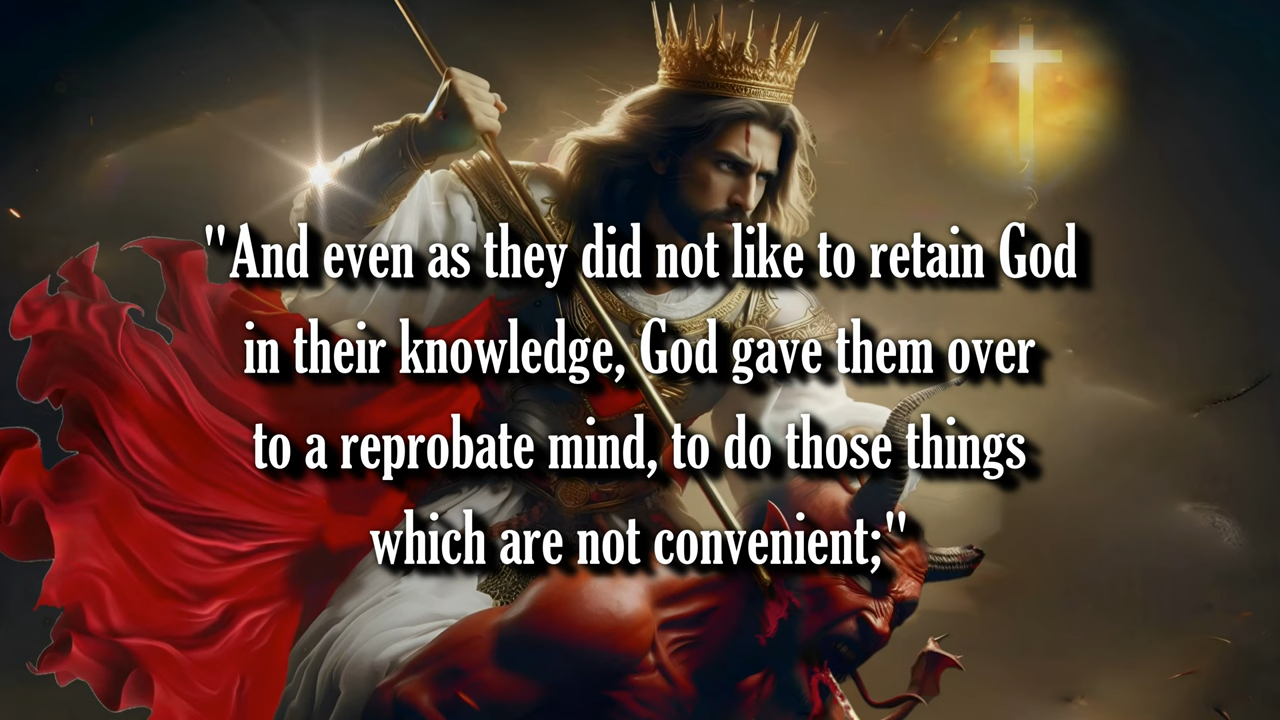 "And even as they did not like to retain God
in their knowledge, God gave them over
to a reprobate mind, to do those things
which are not convenient;"